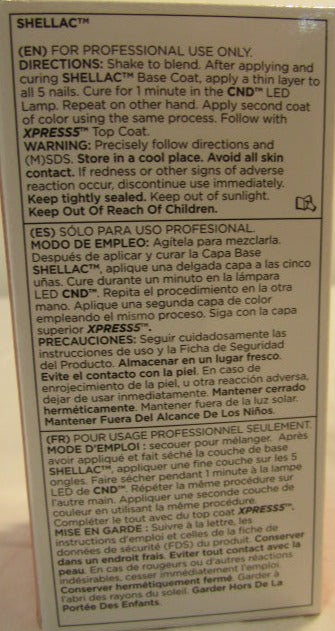 SHELLAC™
(EN) FOR PROFESSIONAL USE ONLY.
DIRECTIONS: Shake to blend. After applying and
curing SHELLAC™ Base Coat, apply a thin layer to
all 5 nails. Cure for 1 minute in the CND™ LED
Lamp. Repeat on other hand. Apply second coat
of color using the same process. Follow with
XPRESS5™ Top Coat.
WARNING: Precisely follow directions and
(M)SDS. Store in a cool place. Avoid all skin
contact. If redness or other signs of adverse
reaction occur, discontinue use immediately.
Keep tightly sealed. Keep out of sunlight.
Keep Out Of Reach Of Children.
(ES) SÓLO PARA USO PROFESIONAL.
MODO DE EMPLEO: Agítela para mezclarla.
Después de aplicar y curar la Capa Base
SHELLAC™, aplique una delgada capa a las cinco
uñas. Cure durante un minuto en la lámpara
LED CND™. Repita el procedimiento en la otra
mano. Aplique una segunda capa de color
empleando el mismo proceso. Siga con la capa
superior XPRESS5™.
PRECAUCIONES: Seguir cuidadosamente las
instrucciones de uso y la Ficha de Seguridad
del Producto. Almacenar en un lugar fresco.
Evite el contacto con la piel. En caso de
enrojecimiento de la piel, u otra reacción adversa,
dejar de usar inmediatamente. Mantener cerrado
herméticamente. Mantener fuera de la luz solar.
Mantener Fuera Del Alcance De Los Niños.
(FR) POUR USAGE PROFESSIONNEL SEULEMENT.
MODE D'EMPLOI : secouer pour mélanger. Après
avoir appliqué et fait séché la couche de base
SHELLAC™, appliquer une fine couche sur les 5
ongles. Faire sécher pendant 1 minute à la lampe
LED de CND™. Répéter la même procédure sur
l'autre main. Appliquer une seconde couche de
couleur en utilisant la même procédure.
Compléter le tout avec du top coat XPRESS5™.
MISE EN GARDE : Suivre à la lettre, les
instructions d'emploi et celles de la fiche de
données de sécurité (FDS) du produit. Conserver
dans un endroit frais. Eviter tout contact avec la
peau. En cas de rougeurs ou d'autres réactions
indésirables, cesser immédiatement l'emploi.
Conserver hermétiquement fermé. Garder à
l'abri des rayons du soleil. Garder Hors De La
Portée Des Enfants.